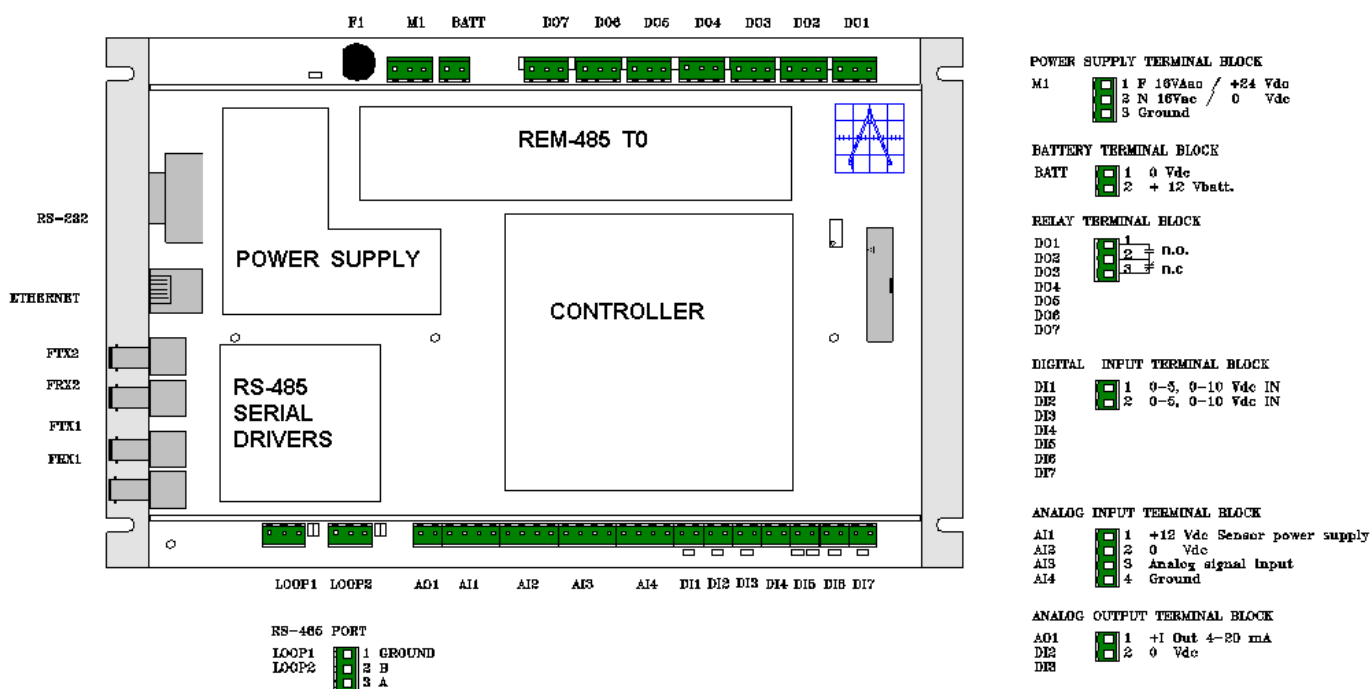 F1 M1 BATT DO7 DO6 DO5 DO4 DO3 DO2 DO1
REM-485 T0
RS-232
POWER SUPPLY
ETHERNET
CONTROLLER
FTX2
FRX2
FTX1
FRX1
RS-485
SERIAL
DRIVERS
LOOP1 LOOP2 AO1 AI1 AI2 AI3 AI4 DI1 DI2 DI3 DI4 DI5 DI6 DI7
RS-485 PORT
LOOP1 1 GROUND
LOOP2 2 B
3 A
POWER SUPPLY TERMINAL BLOCK
M1 1 F 16VAac / +24 Vdc
2 N 16Vac / 0 Vdc
3 Ground
BATTERY TERMINAL BLOCK
BATT 1 0 Vdc
2 + 12 Vbatt.
RELAY TERMINAL BLOCK
DO1 1
DO2 2 n.o.
DO3 3 n.c
DO4
DO5
DO6
DO7
DIGITAL INPUT TERMINAL BLOCK
DI1 1 0-5, 0-10 Vdc IN
DI2 2 0-5, 0-10 Vdc IN
DI3
DI4
DI5
DI6
DI7
ANALOG INPUT TERMINAL BLOCK
AI1 1 +12 Vdc Sensor power supply
AI2 2 0 Vdc
AI3 3 Analog signal input
AI4 4 Ground
ANALOG OUTPUT TERMINAL BLOCK
AO1 1 +I Out 4-20 mA
DI2 2 0 Vdc
DI3